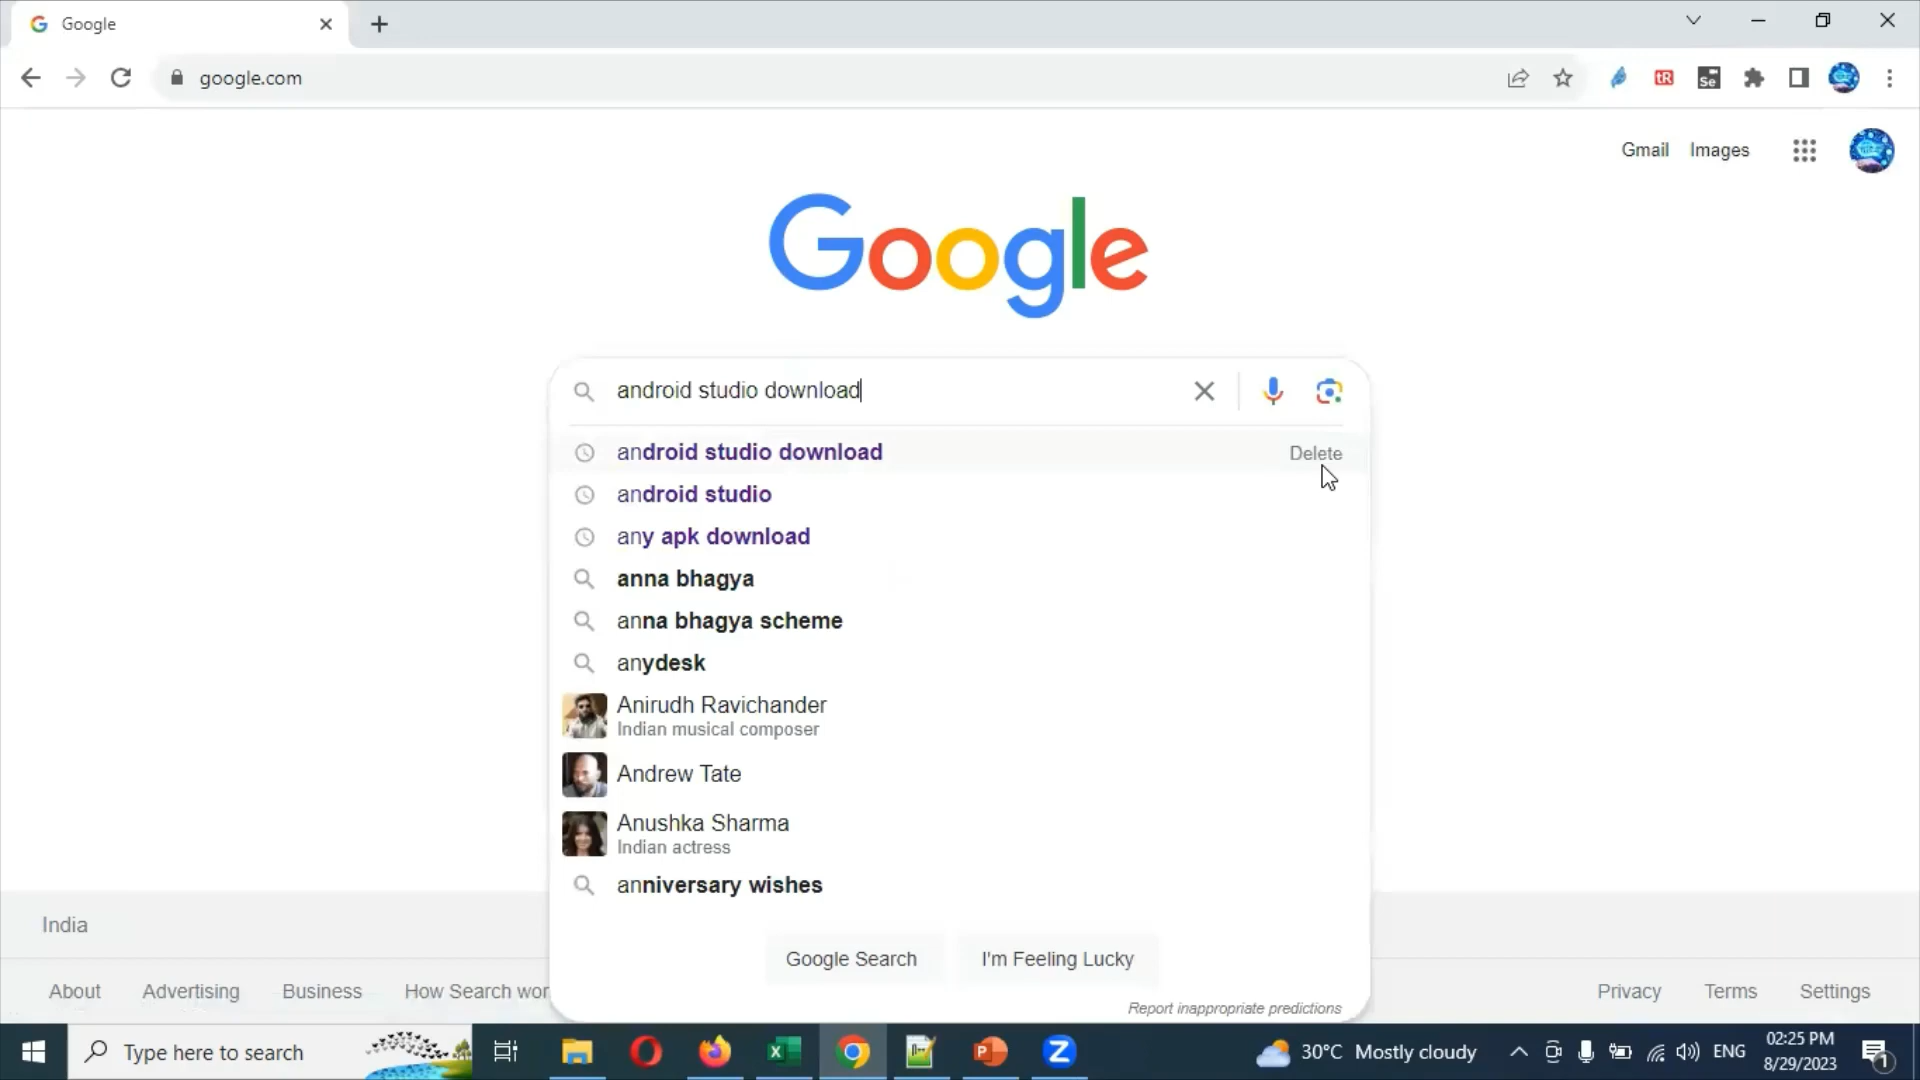 Google
google.com
Gmail Images
Google
android studio download
android studio download Delete
android studio
any apk download
anna bhagya
anna bhagya scheme
anydesk
Anirudh Ravichander
Indian musical composer
Andrew Tate
Anushka Sharma
Indian actress
anniversary wishes
India
Google Search I'm Feeling Lucky
About Advertising Business How Search wor Privacy Terms Settings
Report inappropriate predictions
Type here to search 30°C Mostly cloudy ENG 02:25 PM
8/29/2023 1